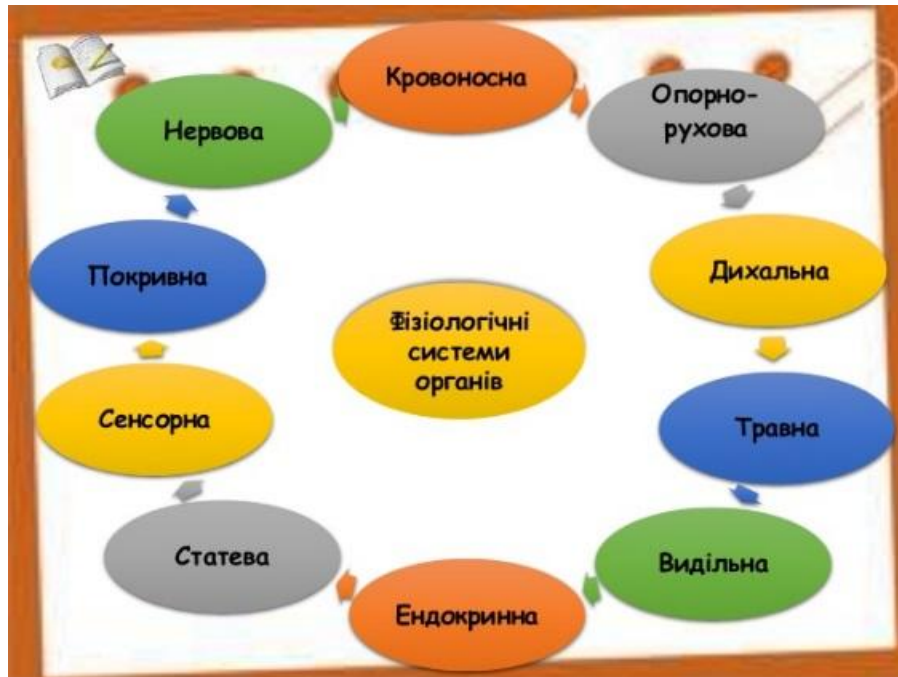 Кровоносна
Опорно-
рухова
Дихальна
Травна
Видільна
Ендокринна
Статева
Сенсорна
Покривна
Нервова
Фізіологічні
системи
органів